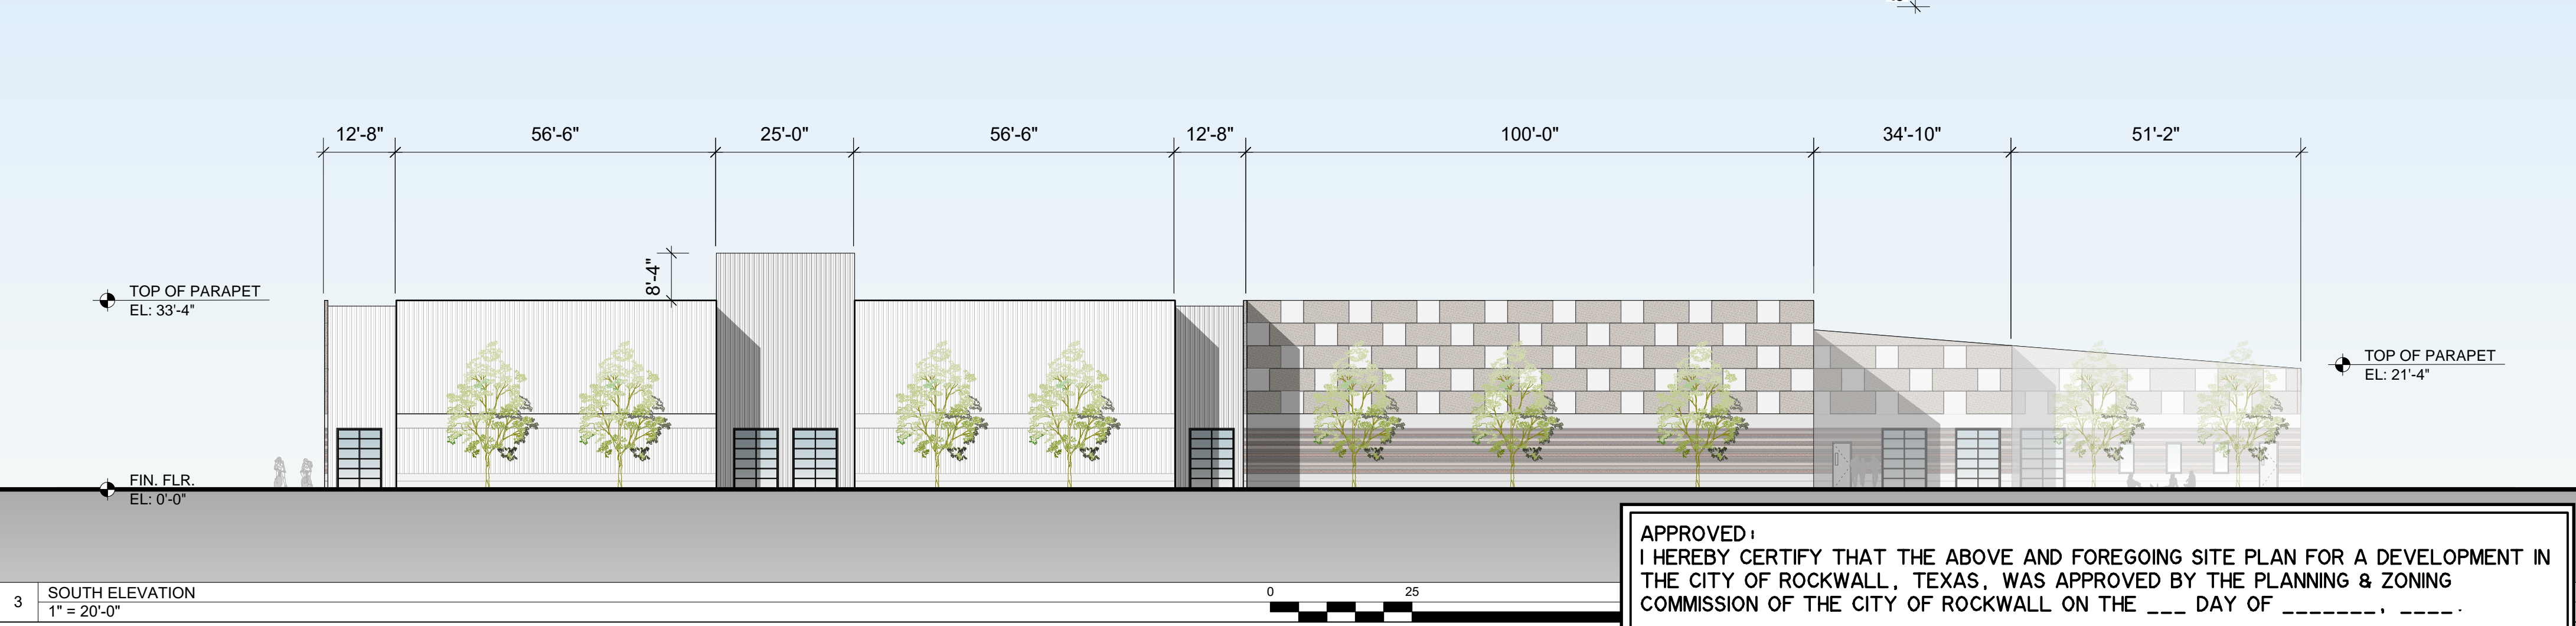 12'-8"
56'-6"
25'-0"
56'-6"
12'-8"
100'-0"
34'-10"
51'-2"
8'-4"
TOP OF PARAPET
EL: 33'-4"
TOP OF PARAPET
EL: 21'-4"
FIN. FLR.
EL: 0'-0"
3
SOUTH ELEVATION
1" = 20'-0"
0
25
APPROVED:
I HEREBY CERTIFY THAT THE ABOVE AND FOREGOING SITE PLAN FOR A DEVELOPMENT IN
THE CITY OF ROCKWALL, TEXAS, WAS APPROVED BY THE PLANNING & ZONING
COMMISSION OF THE CITY OF ROCKWALL ON THE ___ DAY OF _______, ____.